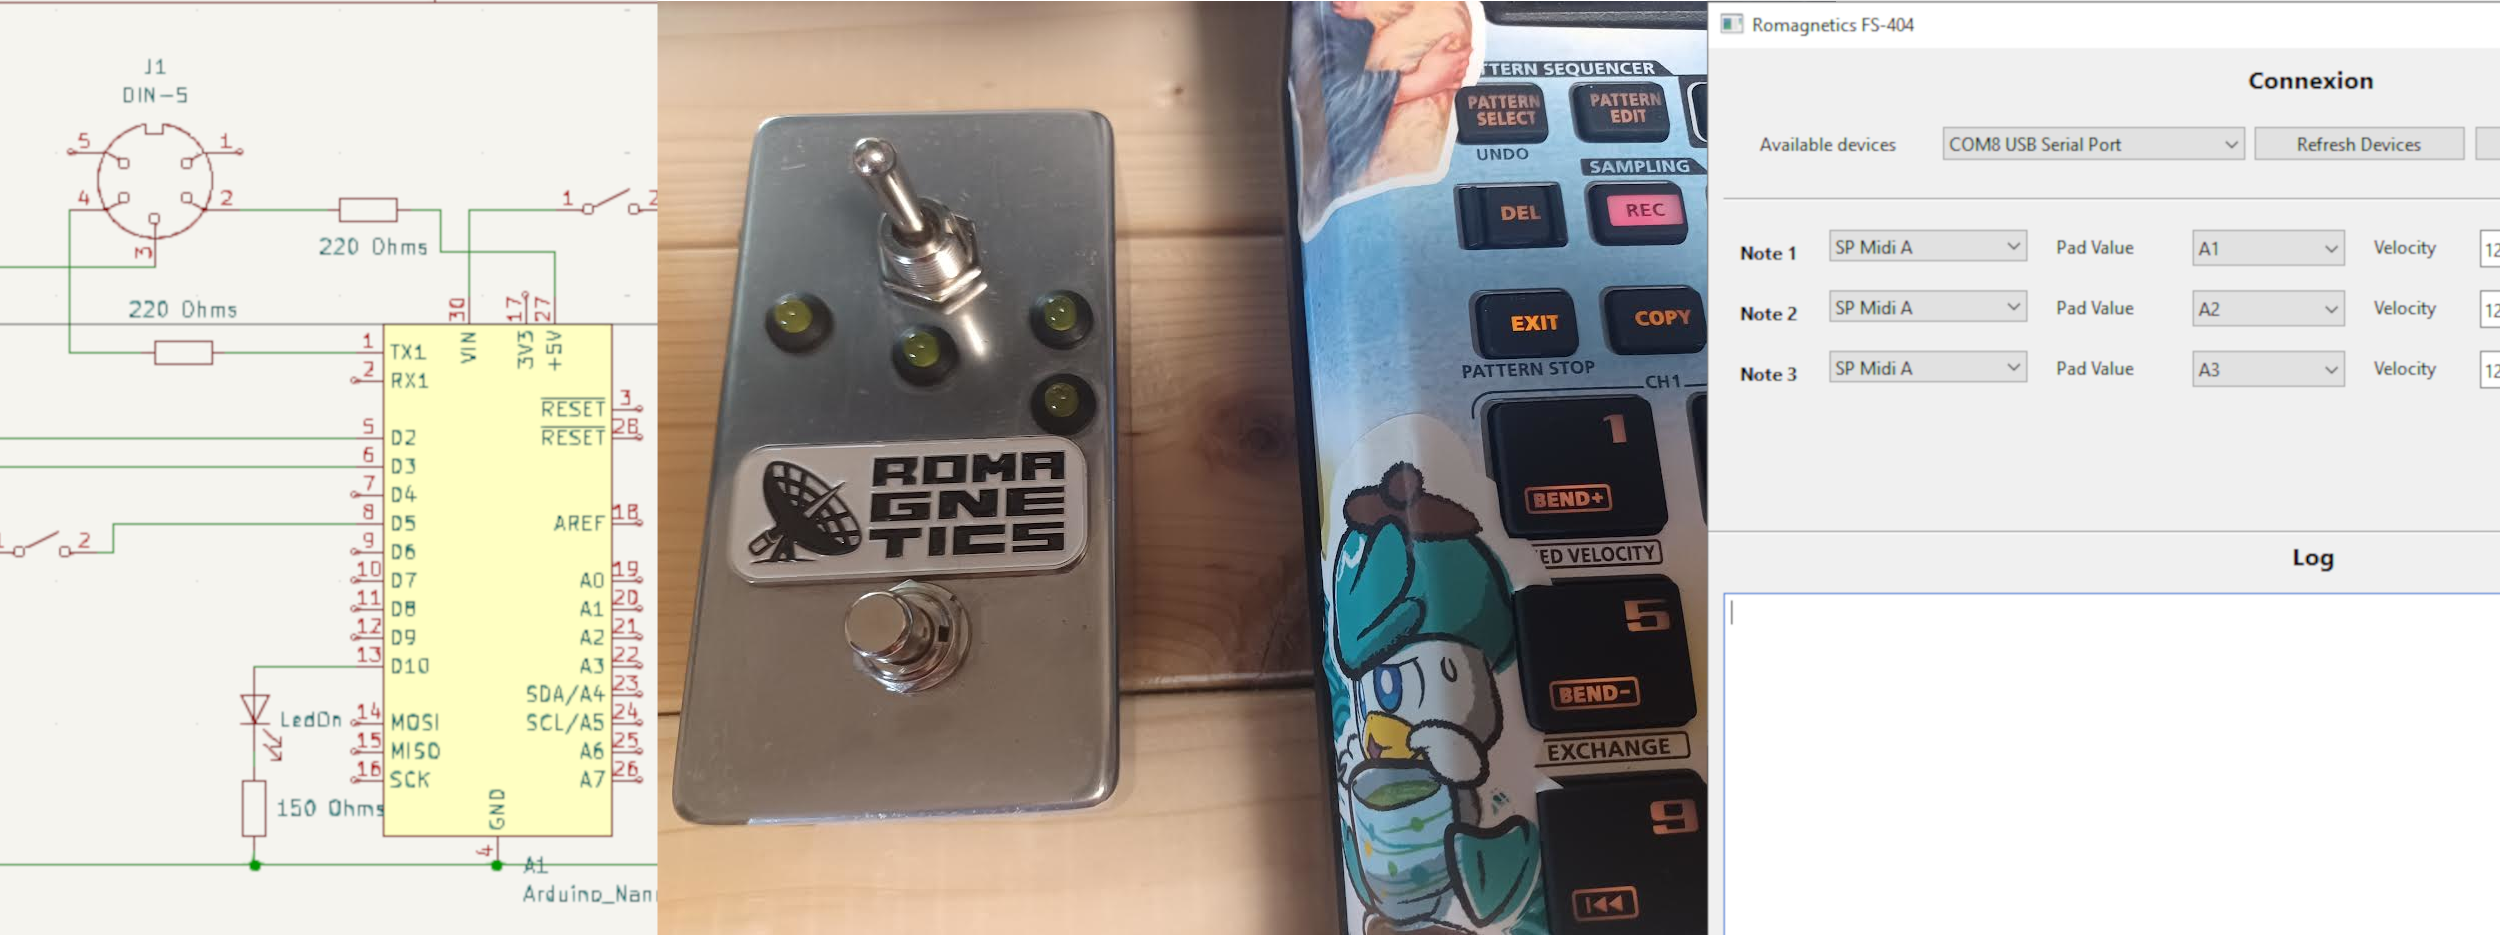 J1
DIN-5
5
1
4
2
3
220 Ohms
1
220 Ohms
30
17
27
VIN
3V3
+5V
1
TX1
2
RX1
RESET
3
RESET
28
5
D2
6
D3
7
D4
8
D5
AREF
18
2
9
D6
10
D7
A0
19
11
D8
A1
20
12
D9
A2
21
13
D10
A3
22
SDA/A4
23
LedOn
14
MOSI
SCL/A5
24
15
MISO
A6
25
16
SCK
A7
26
150 Ohms
GND
4
A1
ROMA
GNE
TICS
TTERN SEQUENCER
PATTERN
SELECT
PATTERN
EDIT
UNDO
SAMPLING
DEL
REC
EXIT
COPY
PATTERN STOP
CH1
1
BEND+
ED VELOCITY
5
BEND-
EXCHANGE
9
Romagnetics FS-404
Connexion
Available devices
COM8 USB Serial Port
Refresh Devices
Note 1 SP Midi A Pad Value A1 Velocity 12
Note 2 SP Midi A Pad Value A2 Velocity 12
Note 3 SP Midi A Pad Value A3 Velocity 12
Log